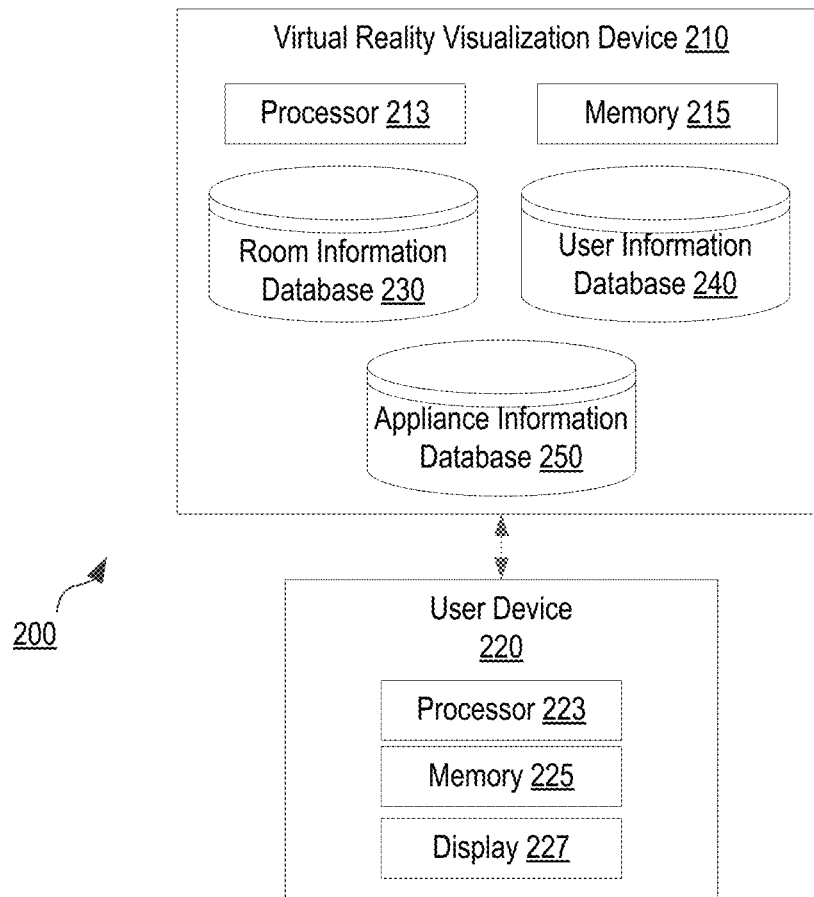 Virtual Reality Visualization Device 210
Processor 213
Memory 215
Room Information
Database 230
User Information
Database 240
Appliance Information
Database 250
200
User Device
220
Processor 223
Memory 225
Display 227